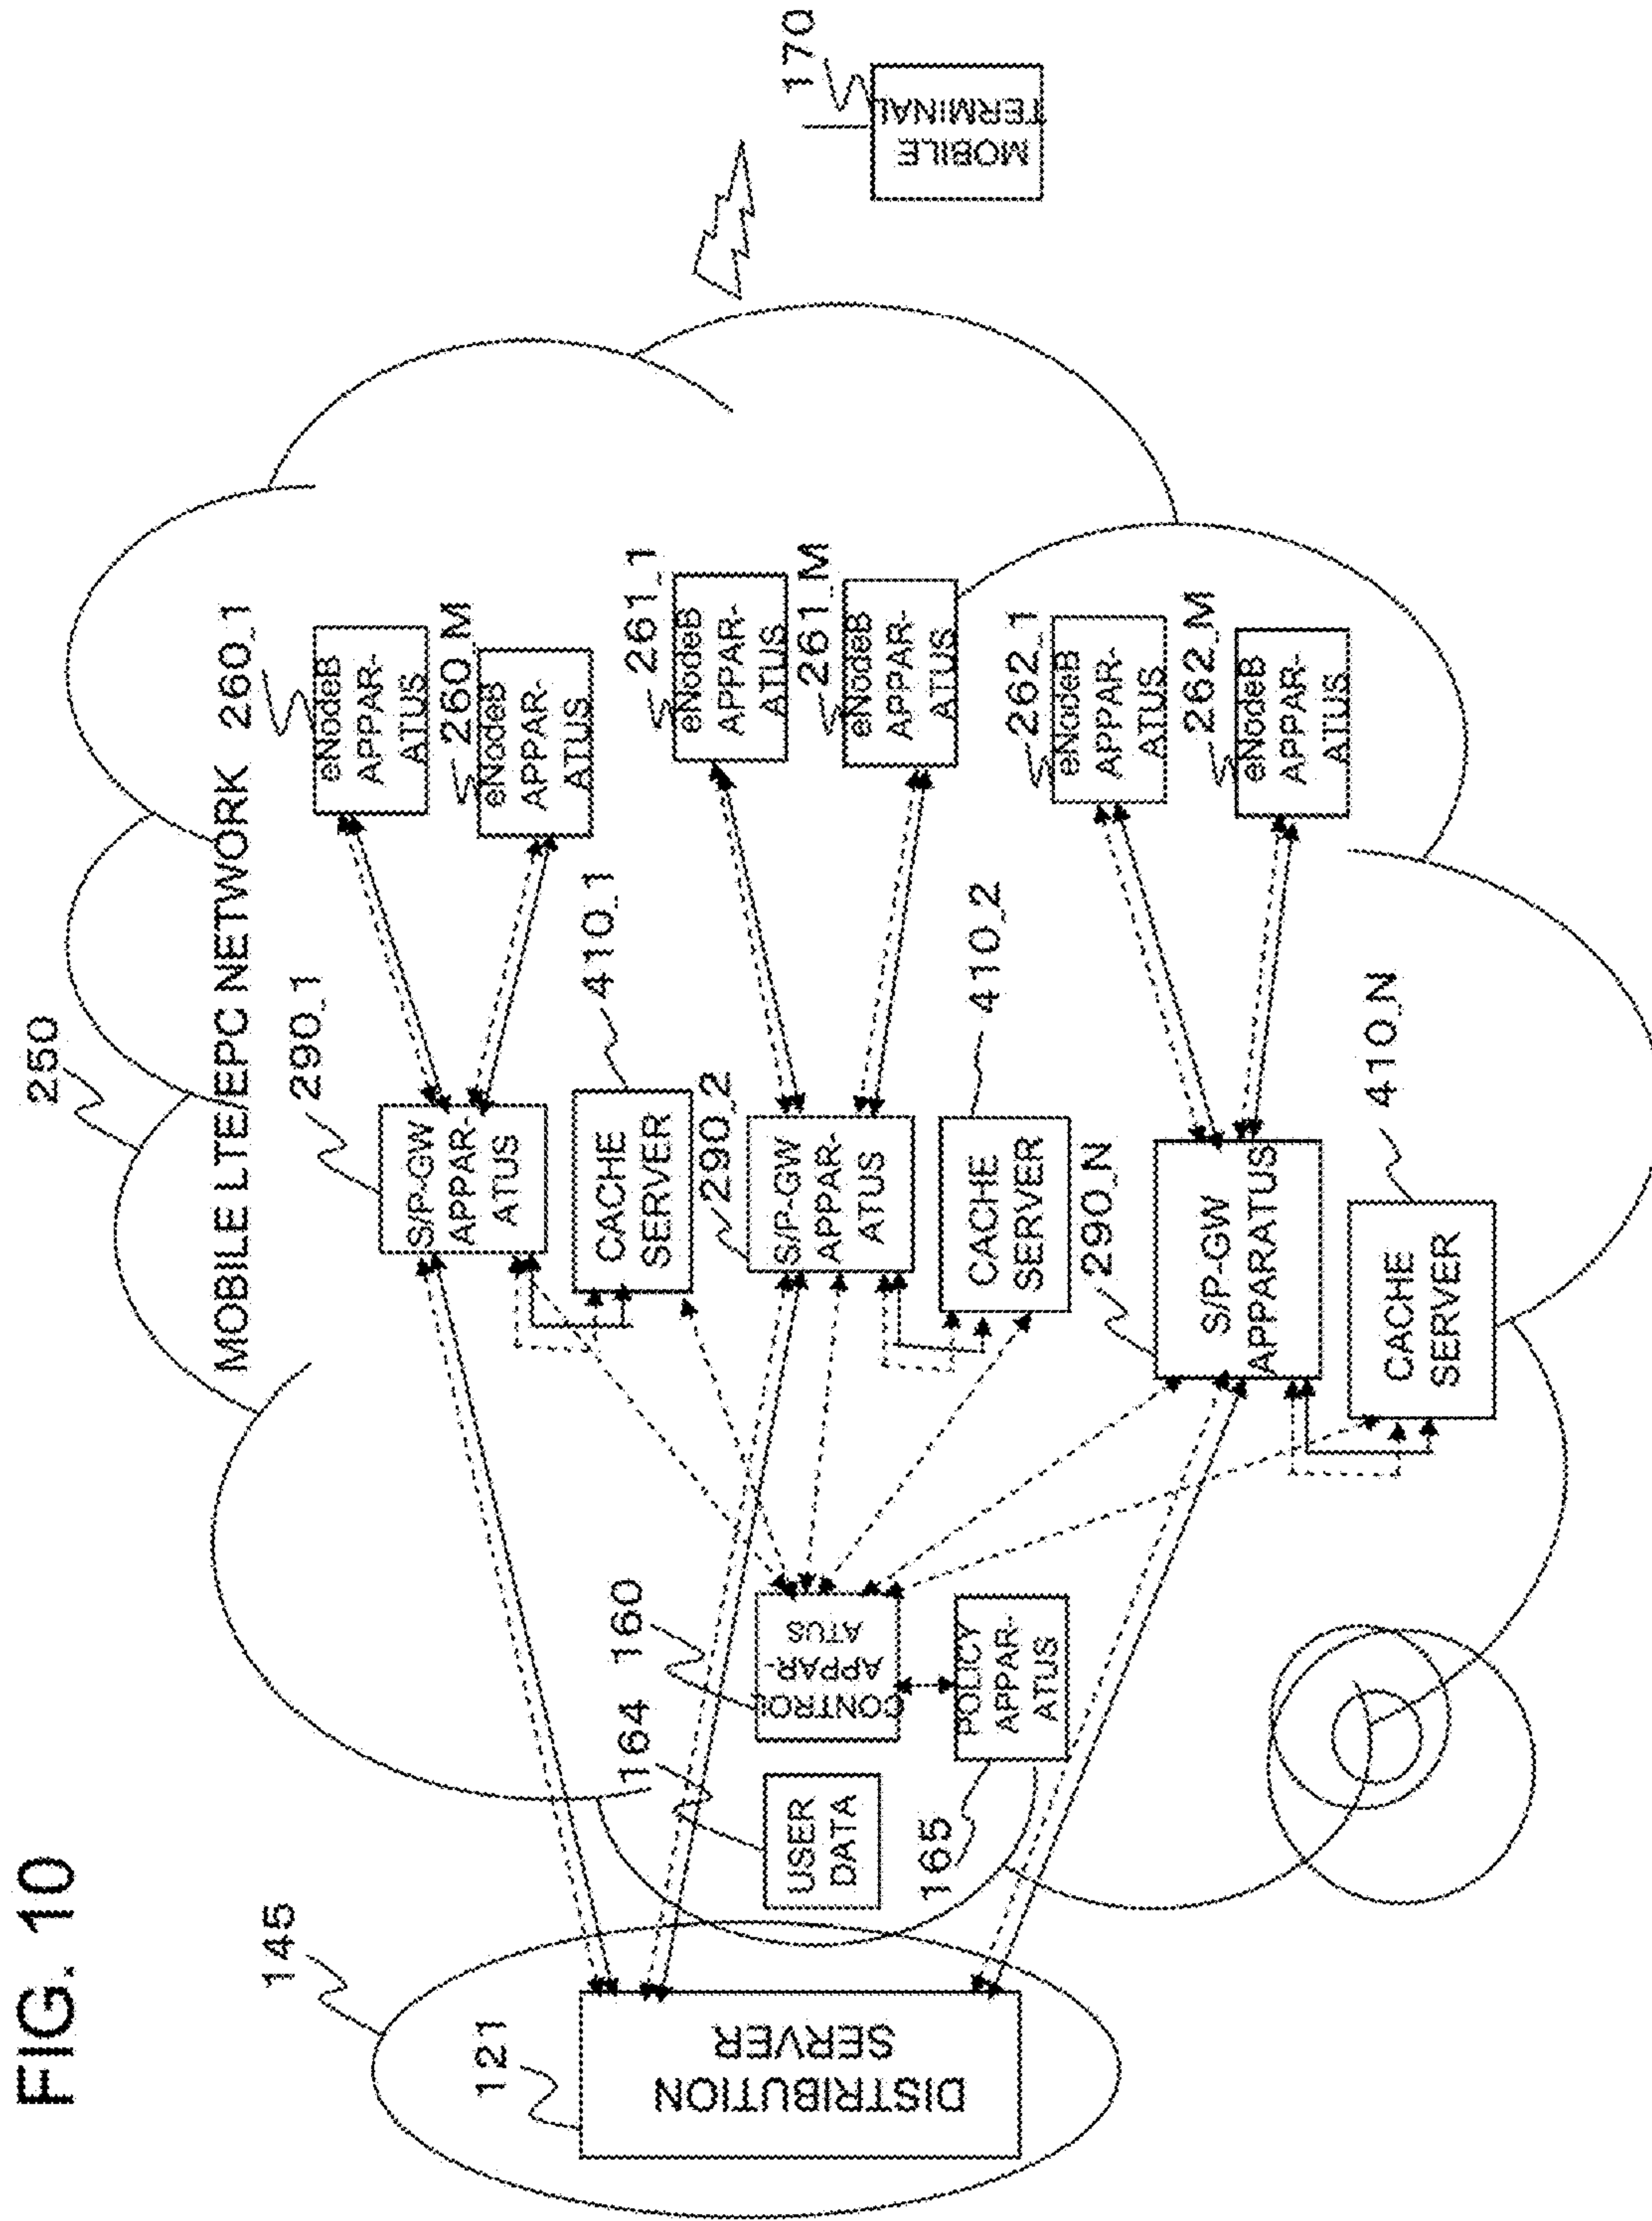 FIG. 10
250
MOBILE LTE/EPC NETWORK
260_1
eNodeB
APPAR-
ATUS
290_1
S/P-GW
APPAR-
ATUS
260_M
eNodeB
APPAR-
ATUS
410_1
CACHE
SERVER
145
121
DISTRIBUTION
SERVER
164
USER
DATA
160
CONTROL
APPAR-
ATUS
165
POLICY
APPAR-
ATUS
290_2
S/P-GW
APPAR-
ATUS
261_1
eNodeB
APPAR-
ATUS
261_M
eNodeB
APPAR-
ATUS
410_2
CACHE
SERVER
170
MOBILE
TERMINAL
290_N
S/P-GW
APPARATUS
262_1
eNodeB
APPAR-
ATUS
262_M
eNodeB
APPAR-
ATUS
410_N
CACHE
SERVER